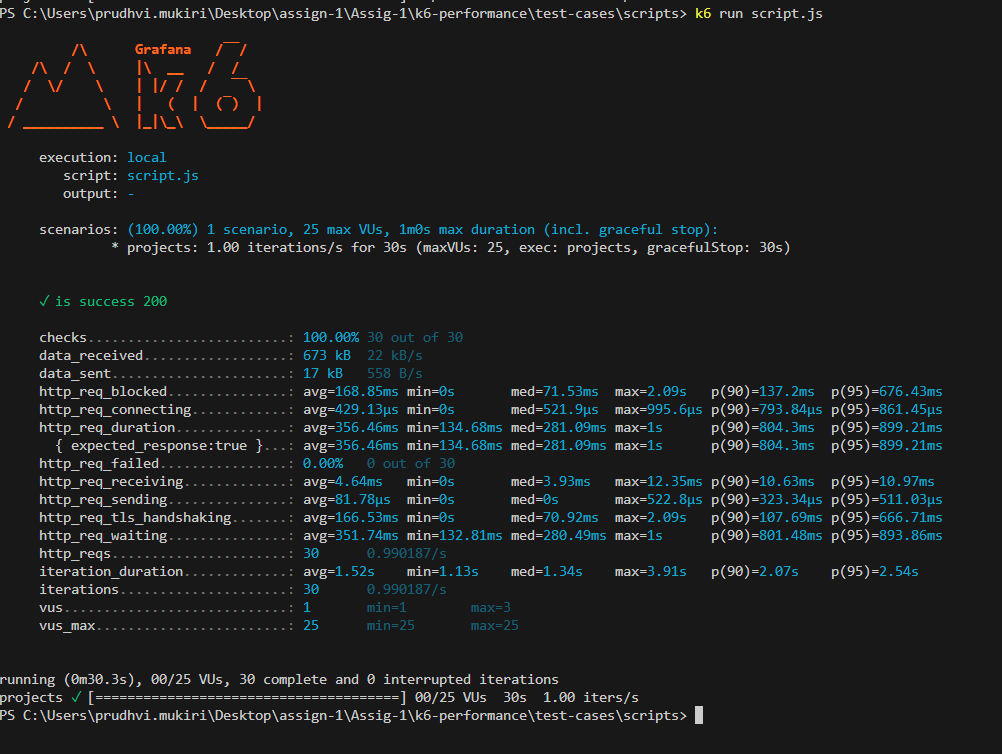 PS C:\Users\prudhvi.mukiri\Desktop\assign-1\Assig-1\k6-performance\test-cases\scripts> k6 run script.js
Grafana
execution: local
script: script.js
output: -
scenarios: (100.00%) 1 scenario, 25 max VUs, 1m0s max duration (incl. graceful stop):
* projects: 1.00 iterations/s for 30s (maxVUs: 25, exec: projects, gracefulStop: 30s)
✓ is success 200
checks.........................: 100.00% 30 out of 30
data_received..................: 673 kB 22 kB/s
data_sent......................: 17 kB 558 B/s
http_req_blocked...............: avg=168.85ms min=0s med=71.53ms max=2.09s p(90)=137.2ms p(95)=676.43ms
http_req_connecting............: avg=429.13µs min=0s med=521.9µs max=995.6µs p(90)=793.84µs p(95)=861.45µs
http_req_duration..............: avg=356.46ms min=134.68ms med=281.09ms max=1s p(90)=804.3ms p(95)=899.21ms
{ expected_response:true }...: avg=356.46ms min=134.68ms med=281.09ms max=1s p(90)=804.3ms p(95)=899.21ms
http_req_failed................: 0.00% 0 out of 30
http_req_receiving.............: avg=4.64ms min=0s med=3.93ms max=12.35ms p(90)=10.63ms p(95)=10.97ms
http_req_sending...............: avg=81.78µs min=0s med=0s max=522.8µs p(90)=323.34µs p(95)=511.03µs
http_req_tls_handshaking.......: avg=166.53ms min=0s med=70.92ms max=2.09s p(90)=107.69ms p(95)=666.71ms
http_req_waiting...............: avg=351.74ms min=132.81ms med=280.49ms max=1s p(90)=801.48ms p(95)=893.86ms
http_reqs......................: 30 0.990187/s
iteration_duration.............: avg=1.52s min=1.13s med=1.34s max=3.91s p(90)=2.07s p(95)=2.54s
iterations.....................: 30 0.990187/s
vus............................: 1 min=1 max=3
vus_max........................: 25 min=25 max=25
running (0m30.3s), 00/25 VUs, 30 complete and 0 interrupted iterations
projects ✓ [======================================] 00/25 VUs 30s 1.00 iters/s
PS C:\Users\prudhvi.mukiri\Desktop\assign-1\Assig-1\k6-performance\test-cases\scripts>